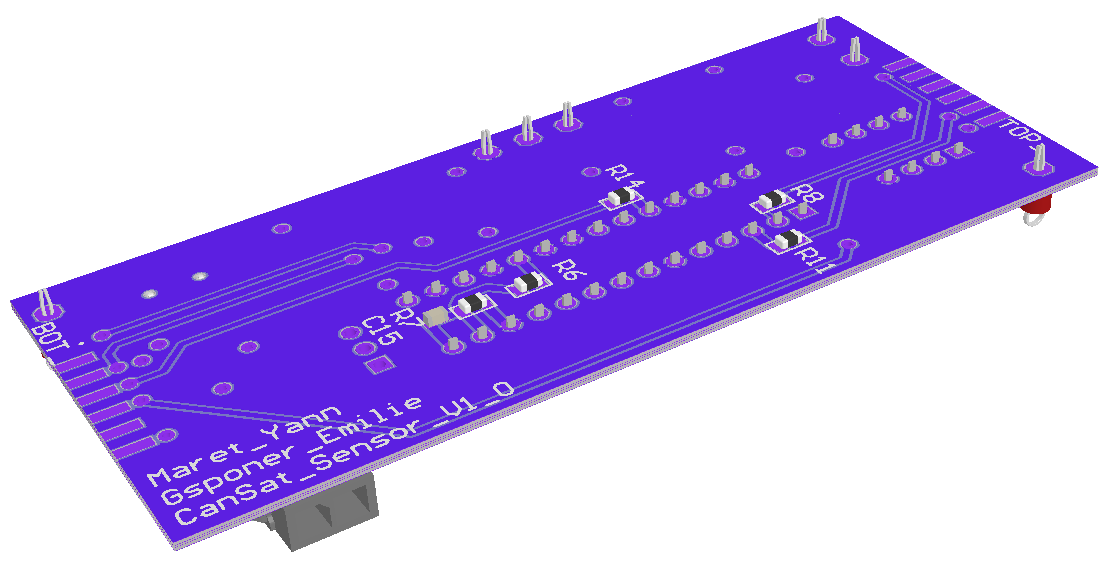 TOP
R14
R8
R11
R6
R7
C15
BOT
Maret_Yann
Gsponer_Emilie
CanSat_Sensor_V1_0